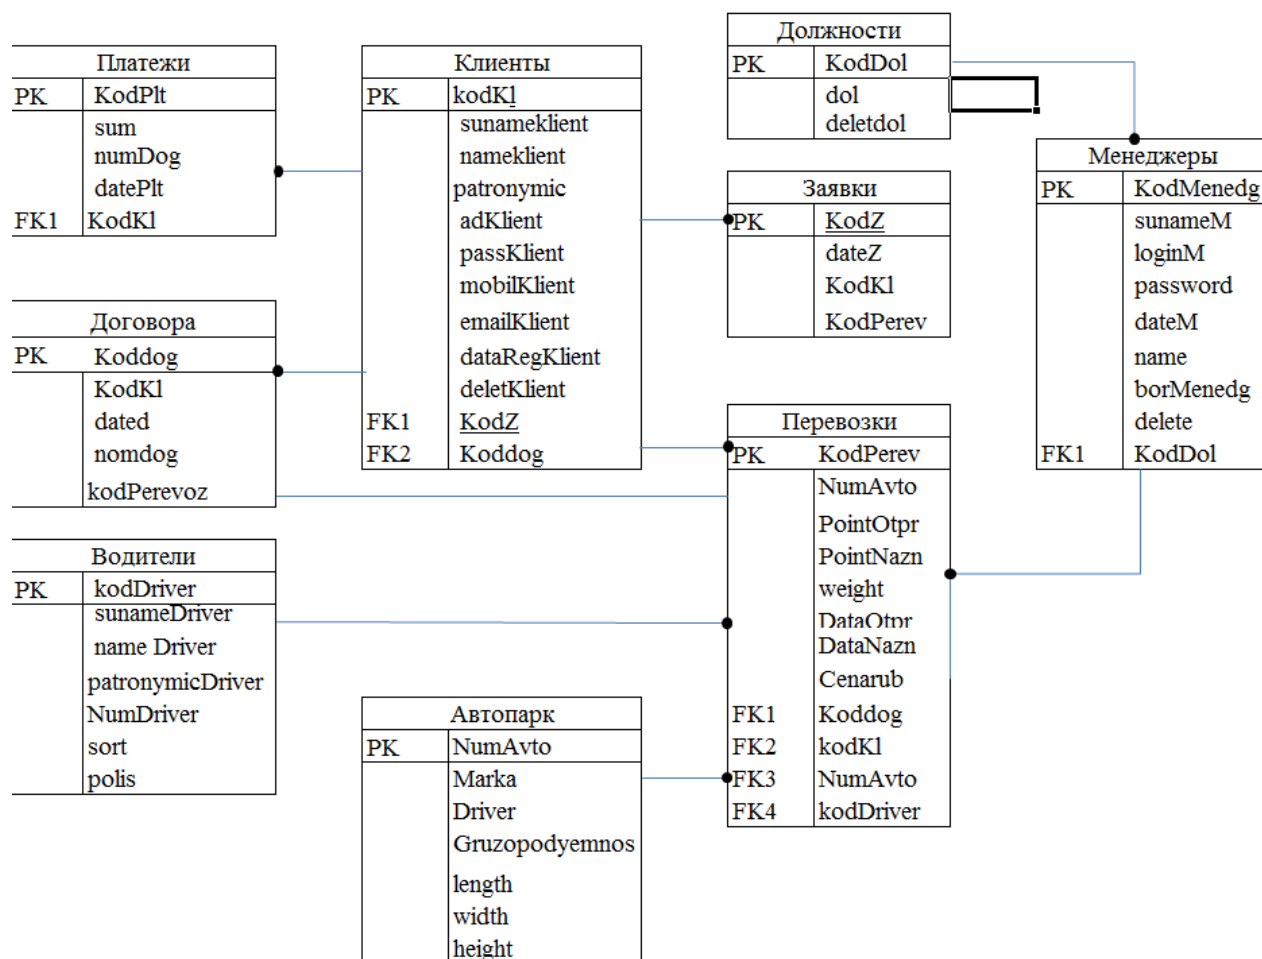 Платежи
PK KodPlt
sum
numDog
datePlt
FK1 KodKl
Клиенты
PK kodKl
sunameklient
nameklient
patronymic
adKlient
passKlient
mobilKlient
emailKlient
dataRegKlient
deletKlient
FK1 KodZ
FK2 Koddog
Должности
PK KodDol
dol
deletdol
Менеджеры
PK KodMenedg
sunameM
loginM
password
dateM
name
borMenedg
delete
FK1 KodDol
Заявки
PK KodZ
dateZ
KodKl
KodPerev
Договора
PK Koddog
KodKl
dated
nomdog
kodPerevoz
Перевозки
PK KodPerev
NumAvto
PointOtpr
PointNazn
weight
DataOtpr
DataNazn
Cenarub
FK1 Koddog
FK2 kodKl
FK3 NumAvto
FK4 kodDriver
Водители
PK kodDriver
sunameDriver
name Driver
patronymicDriver
NumDriver
sort
polis
Автопарк
PK NumAvto
Marka
Driver
Gruzopodyemnos
length
width
height